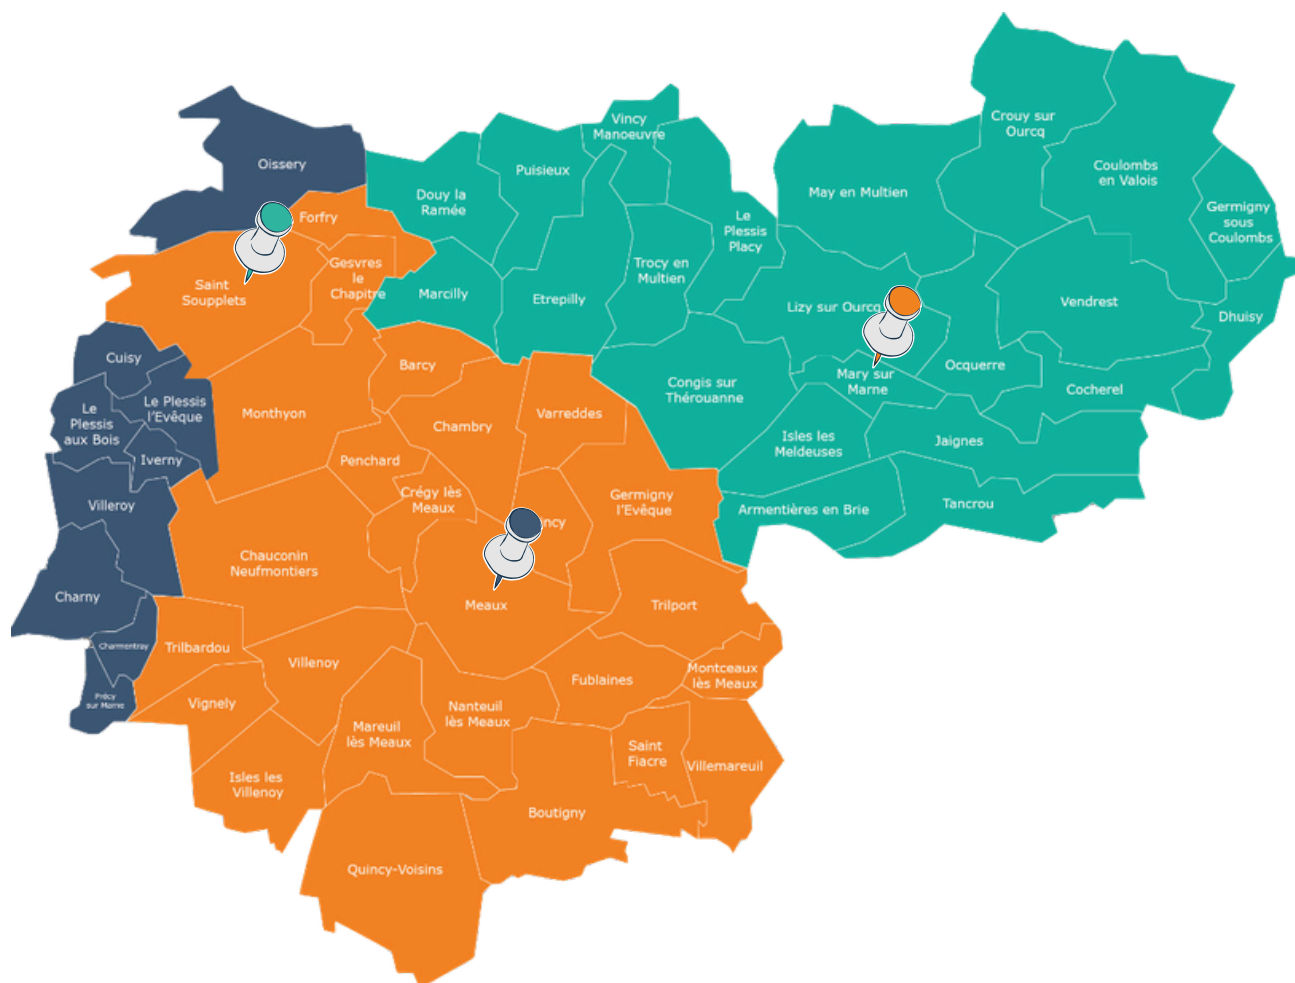 Vincy
Manoeuvre
Crouy sur
Ourcq
Oissery
Puisieux
Coulombs
en Valois
May en Multien
Douy la
Ramée
Forfry
Le
Plessis
Placy
Germigny
sous
Coulombs
Gesvres
le
Chapitre
Trocy en
Multien
Saint
Soupplets
Marcilly
Etrepilly
Lizy sur Ourcq
Vendrest
Dhuisy
Cuisy
Barcy
Ocquerre
Mary sur
Marne
Congis sur
Thérouanne
Cocherel
Le Plessis
l'Evêque
Le
Plessis
aux Bois
Monthyon
Varreddes
Chambry
Isles les
Meldeuses
Jaignes
Iverny
Penchard
Crégy lès
Meaux
Germigny
l'Evêque
Villeroy
Armentières en Brie
Tancrou
ncy
Chauconin
Neufmontiers
Charny
Meaux
Trilport
Charmentray
Trilbardou
Villenoy
Montceaux
lès Meaux
Fublaines
Précy
sur Marne
Vignely
Nanteuil
lès Meaux
Mareuil
lès Meaux
Saint
Fiacre
Villemareuil
Isles les
Villenoy
Boutigny
Quincy-Voisins